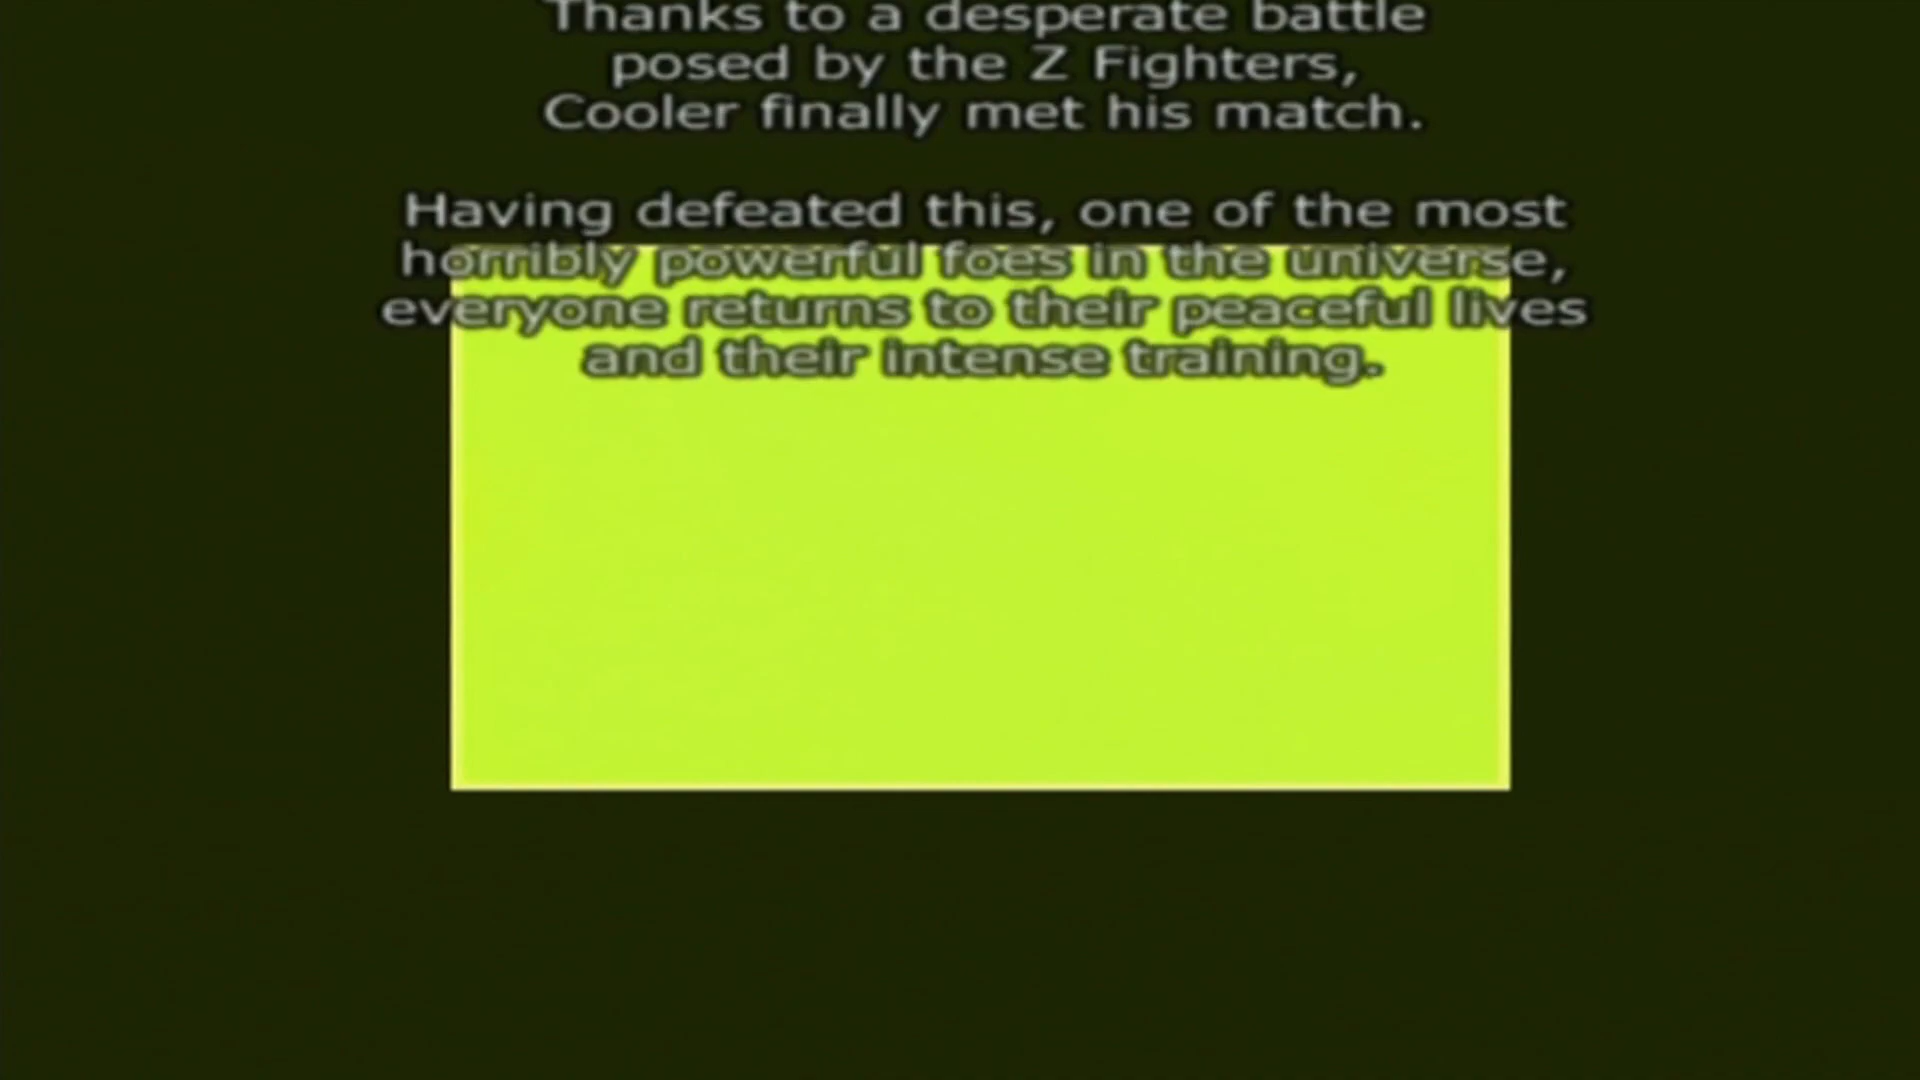 Thanks to a desperate battle
posed by the Z Fighters,
Cooler finally met his match.
Having defeated this, one of the most
horribly powerful foes in the universe,
everyone returns to their peaceful lives
and their intense training.